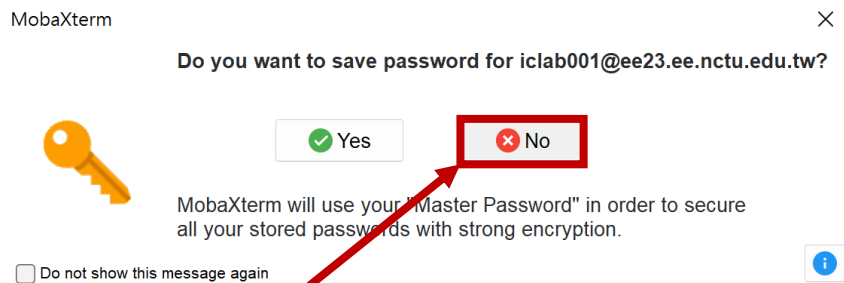 MobaXterm
Do you want to save password for iclab001@ee23.ee.nctu.edu.tw?
Yes
No
MobaXterm will use your "Master Password" in order to secure
all your stored passwords with strong encryption.
Do not show this message again